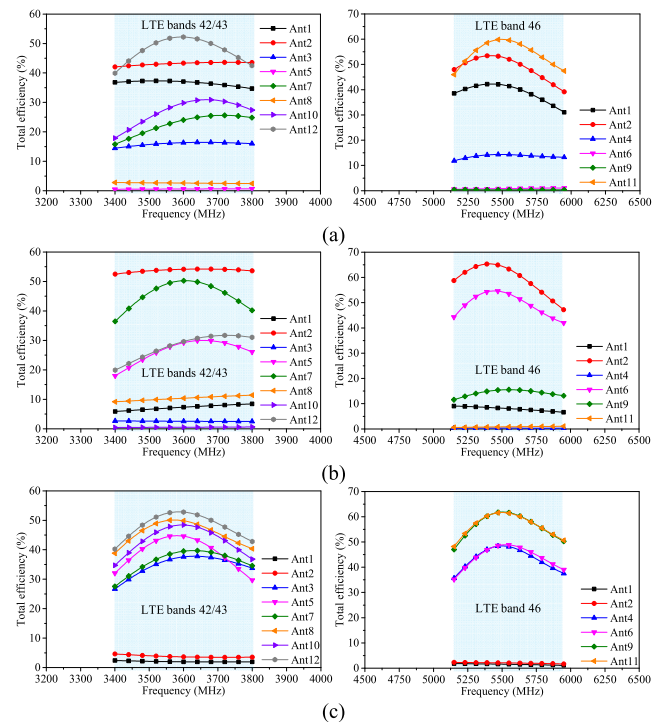 LTE bands 42/43
Total efficiency (%)
60
50
40
30
20
10
0
3200 3300 3400 3500 3600 3700 3800 3900 4000
Frequency (MHz)
Ant1
Ant2
Ant3
Ant5
Ant7
Ant8
Ant10
Ant12
LTE band 46
Total efficiency (%)
70
60
50
40
30
20
10
0
4500 4750 5000 5250 5500 5750 6000 6250 6500
Frequency (MHz)
Ant1
Ant2
Ant4
Ant6
Ant9
Ant11
(a)
LTE bands 42/43
Total efficiency (%)
60
50
40
30
20
10
0
3200 3300 3400 3500 3600 3700 3800 3900 4000
Frequency (MHz)
Ant1
Ant2
Ant3
Ant5
Ant7
Ant8
Ant10
Ant12
LTE band 46
Total efficiency (%)
70
60
50
40
30
20
10
0
4500 4750 5000 5250 5500 5750 6000 6250 6500
Frequency (MHz)
Ant1
Ant2
Ant4
Ant6
Ant9
Ant11
(b)
LTE bands 42/43
Total efficiency (%)
60
50
40
30
20
10
0
3200 3300 3400 3500 3600 3700 3800 3900 4000
Frequency (MHz)
Ant1
Ant2
Ant3
Ant5
Ant7
Ant8
Ant10
Ant12
LTE band 46
Total efficiency (%)
70
60
50
40
30
20
10
0
4500 4750 5000 5250 5500 5750 6000 6250 6500
Frequency (MHz)
Ant1
Ant2
Ant4
Ant6
Ant9
Ant11
(c)